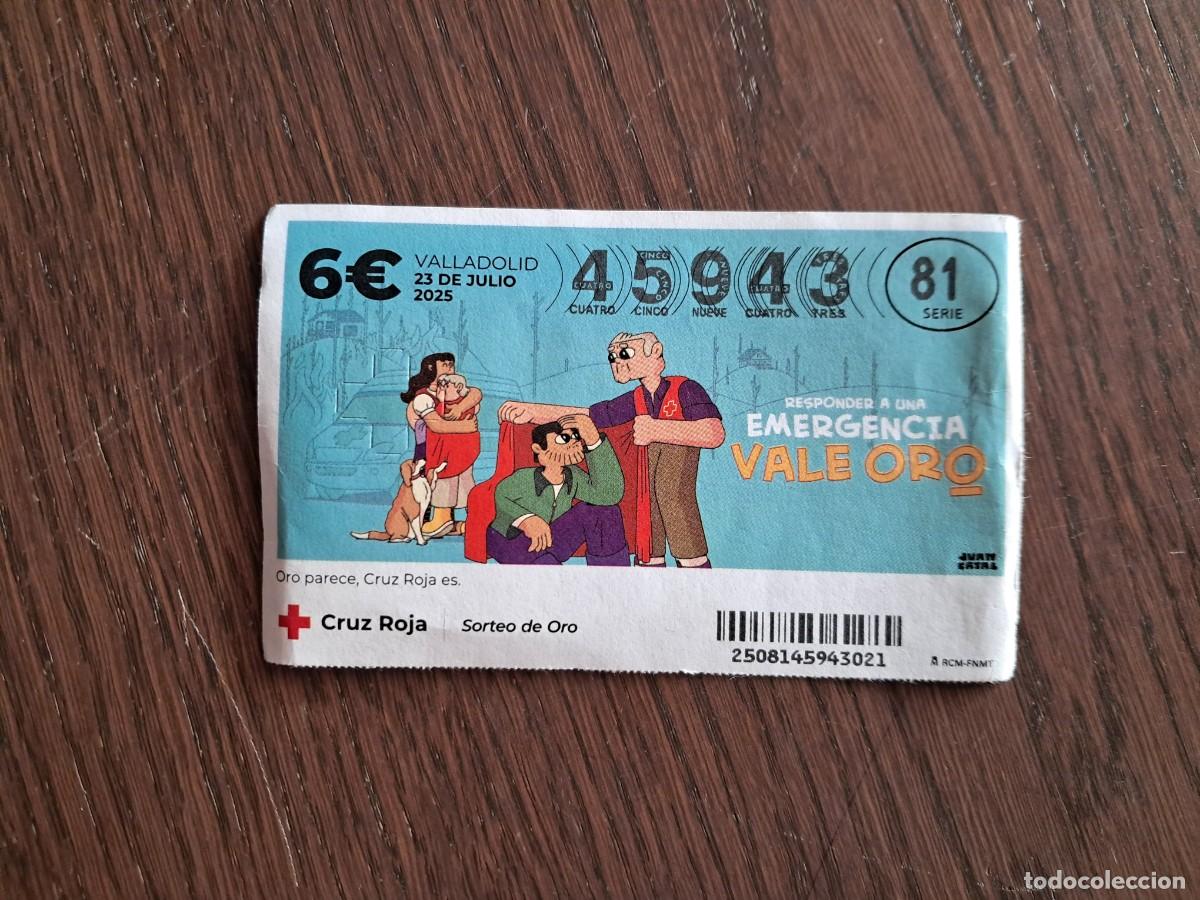 6€
VALLADOLID
23 DE JULIO
2025
45943
CUATRO CINCO NUEVE CUATRO TRES
81
SERIE
RESPONDER A UNA
EMERGENCIA
VALE ORO
JUAN
CATAL
Oro parece, Cruz Roja es.
Cruz Roja
Sorteo de Oro
2508145943021
RCM-FNMT
todocoleccion